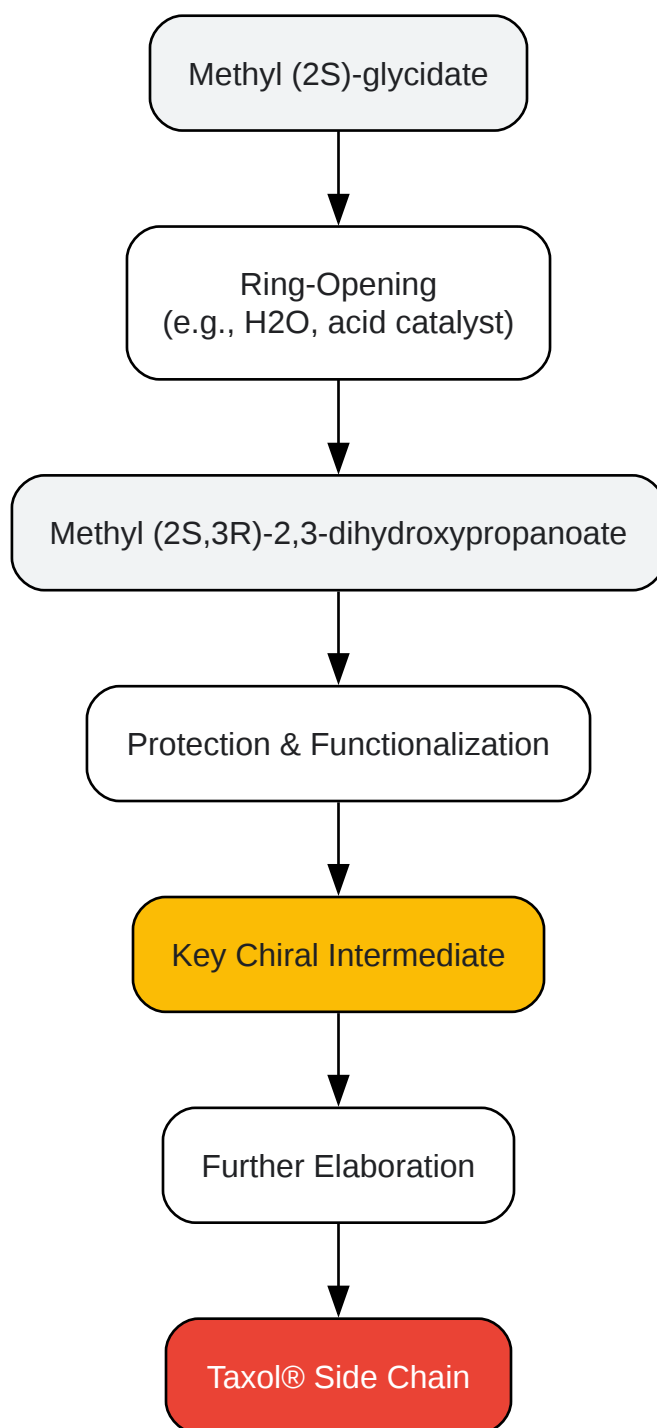 Methyl (2S)-glycidate
Ring-Opening
(e.g., H2O, acid catalyst)
Methyl (2S,3R)-2,3-dihydroxypropanoate
Protection & Functionalization
Key Chiral Intermediate
Further Elaboration
Taxol® Side Chain